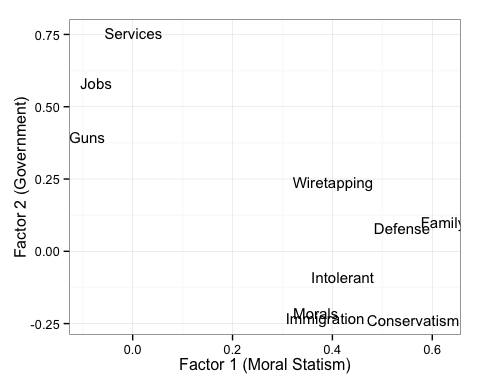 0.75
0.50
0.25
0.00
-0.25
Factor 2 (Government)
Services
Jobs
Guns
Wiretapping
Family
Defense
Intolerant
Morals
Immigration
Conservatism
0.0 0.2 0.4 0.6
Factor 1 (Moral Statism)